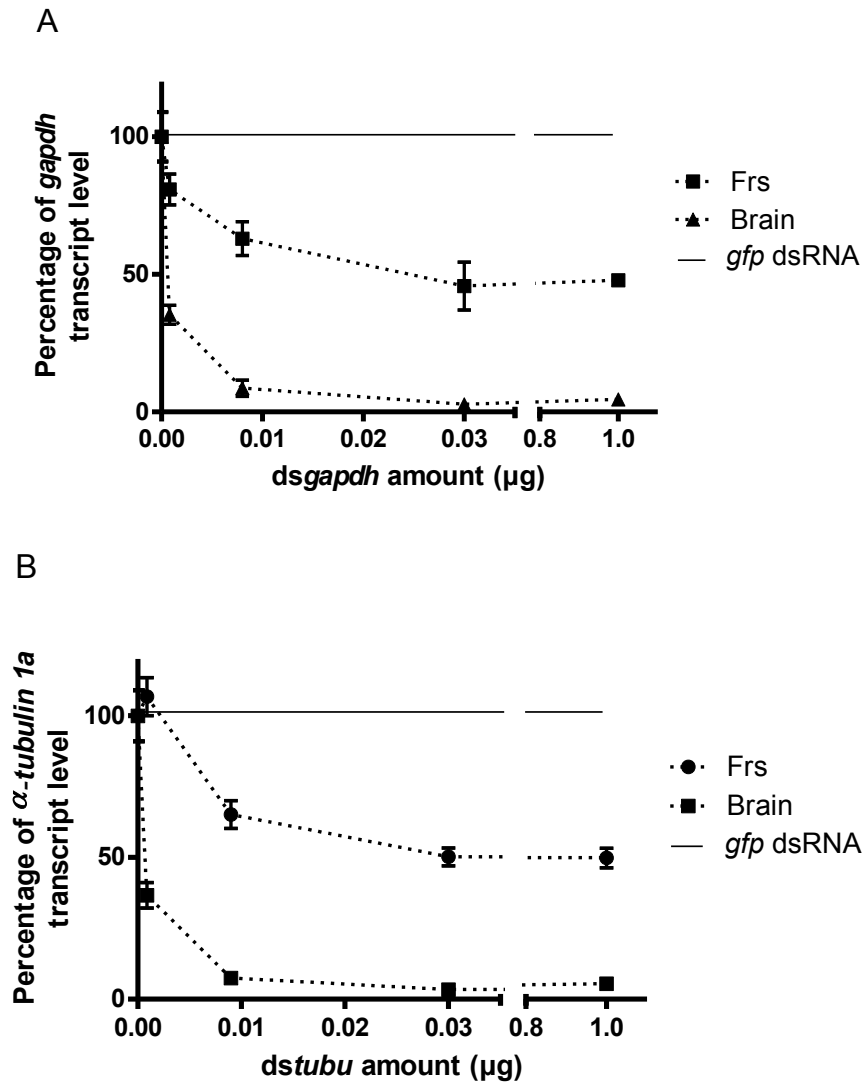 A
Percentage of gapdh
transcript level
100
50
0
0.00 0.01 0.02 0.03 0.8 1.0
dsgapdh amount (µg)
Frs
Brain
gfp dsRNA
B
Percentage of α-tubulin 1a
transcript level
100
50
0
0.00 0.01 0.02 0.03 0.8 1.0
dstubu amount (µg)
Frs
Brain
gfp dsRNA